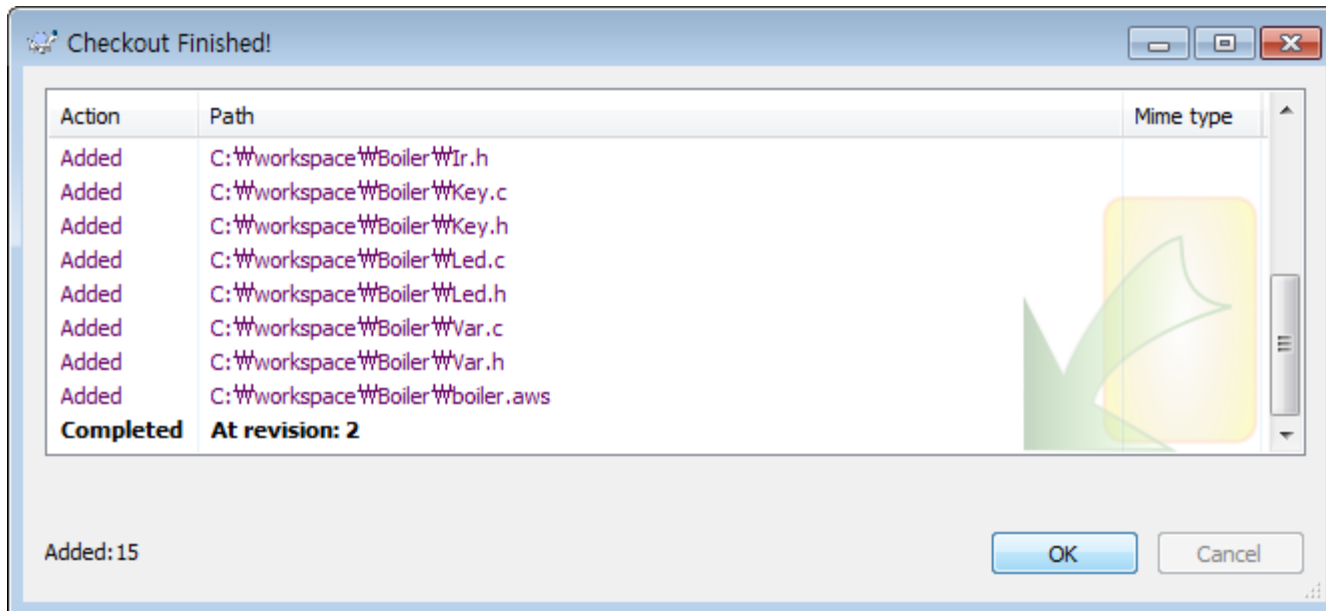 Checkout Finished!
Action Path Mime type
Added C:₩workspace₩Boiler₩Ir.h
Added C:₩workspace₩Boiler₩Key.c
Added C:₩workspace₩Boiler₩Key.h
Added C:₩workspace₩Boiler₩Led.c
Added C:₩workspace₩Boiler₩Led.h
Added C:₩workspace₩Boiler₩Var.c
Added C:₩workspace₩Boiler₩Var.h
Added C:₩workspace₩Boiler₩boiler.aws
Completed At revision: 2
Added:15 OK Cancel